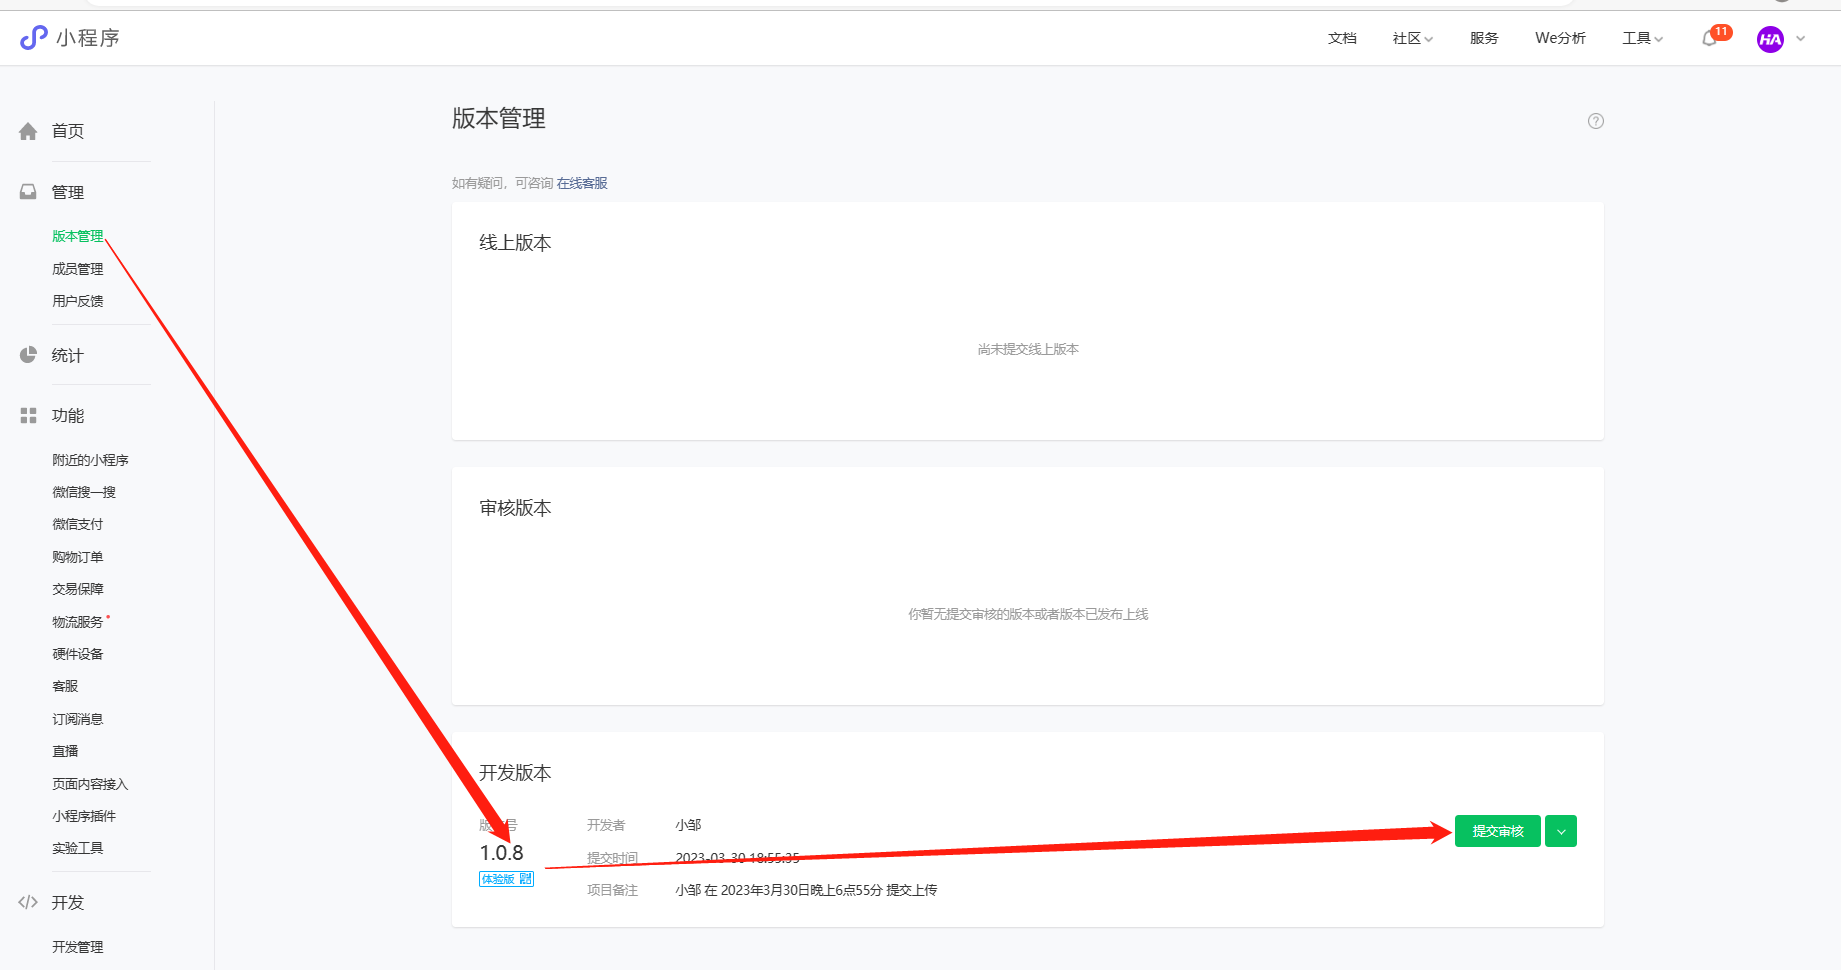 小程序
文档
社区
服务
We分析
工具
11
HA
首页
管理
版本管理
成员管理
用户反馈
统计
功能
附近的小程序
微信搜一搜
微信支付
购物订单
交易保障
物流服务
硬件设备
客服
订阅消息
直播
页面内容接入
小程序插件
实验工具
开发
开发管理
版本管理
如有疑问，可咨询 在线客服
线上版本
尚未提交线上版本
审核版本
你暂无提交审核的版本或者版本已发布上线
开发版本
版本号
1.0.8
体验版
开发者 小邹
提交时间 2023-03-30 18:55:35
项目备注 小邹 在 2023年3月30日晚上6点55分 提交上传
提交审核